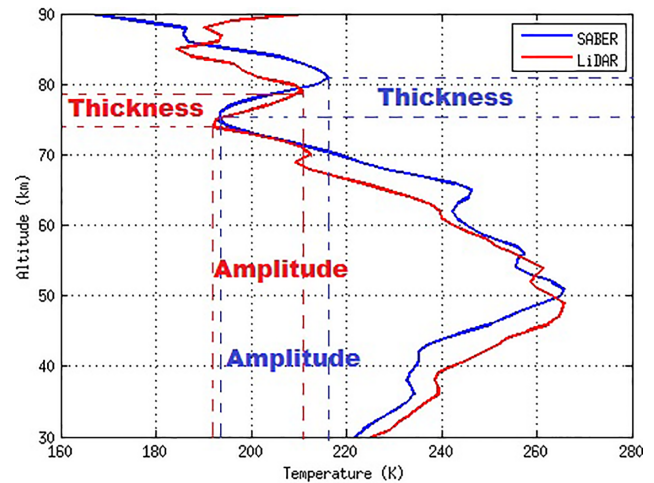 90
80
70
60
50
40
30
Altitude (km)
SABER
LiDAR
Thickness
Thickness
Amplitude
Amplitude
160
180
200
220
240
260
280
Temperature (K)